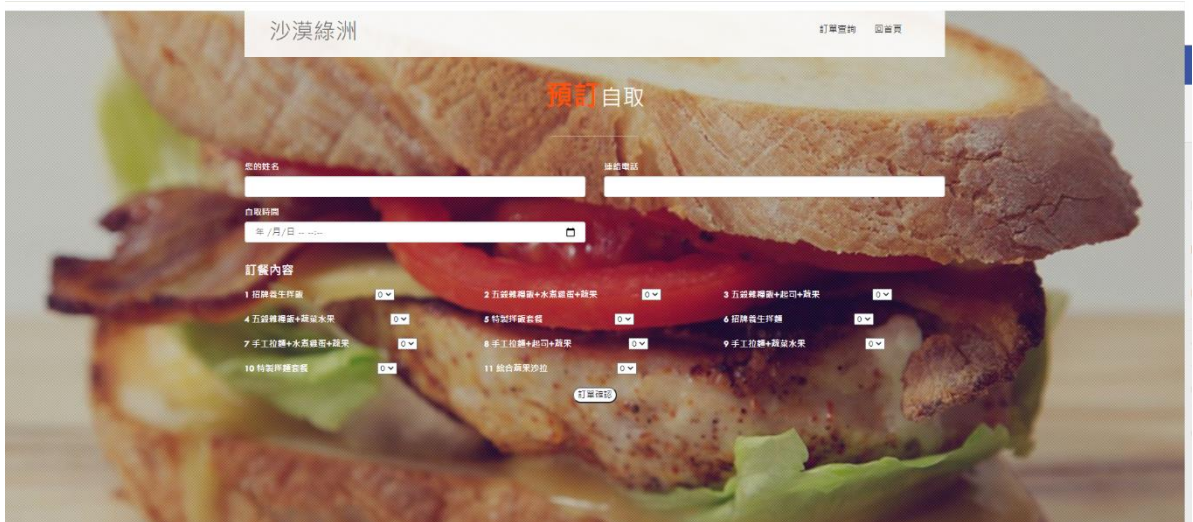 沙漠綠洲
訂單查詢 回首頁
預訂自取
您的姓名 連絡電話
自取時間
年 /月/日 -- --:--
訂餐內容
1 招牌養生拌飯 0 2 五穀雜糧飯+水煮雞蛋+蔬果 0 3 五穀雜糧飯+起司+蔬果 0
4 五穀雜糧飯+蔬菜水果 0 5 特製拌飯套餐 0 6 招牌養生拌麵 0
7 手工拉麵+水煮雞蛋+蔬果 0 8 手工拉麵+起司+蔬果 0 9 手工拉麵+蔬菜水果 0
10 特製拌麵套餐 0 11 綜合蔬果沙拉 0
訂單確認